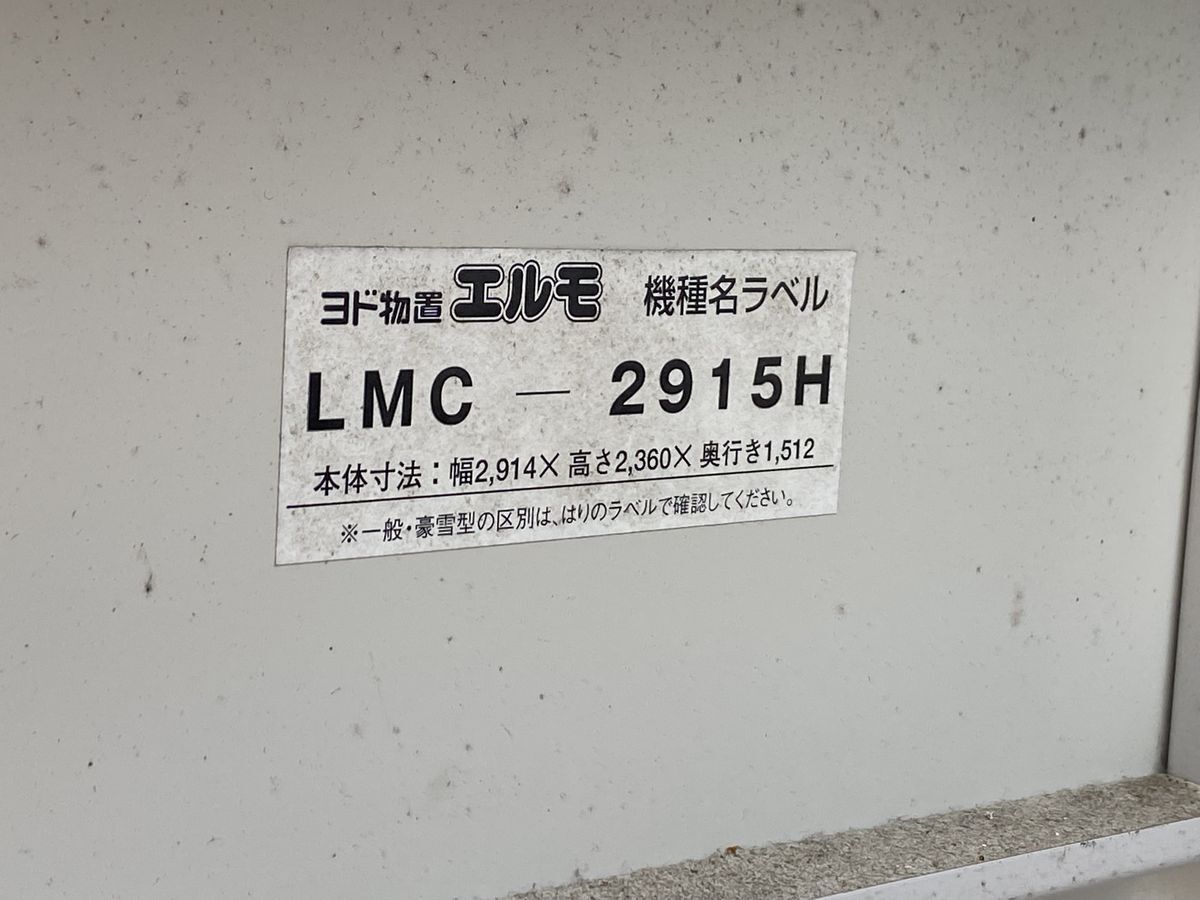 ヨド物置 エルモ 機種名ラベル
LMC — 2915H
本体寸法：幅2,914×高さ2,360×奥行き1,512
※一般・豪雪型の区別は、はりのラベルで確認してください。